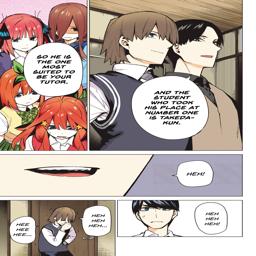 SO HE IS
THE ONE
MOST
SUITED TO
BE YOUR
TUTOR.
AND THE
STUDENT
WHO TOOK
HIS PLACE AT
NUMBER ONE
IS TAKEDA-
KUN.
HEH!
HEE
HEE
HEE...
HEH
HEH
HEH...
HEH
HEH
HEH!